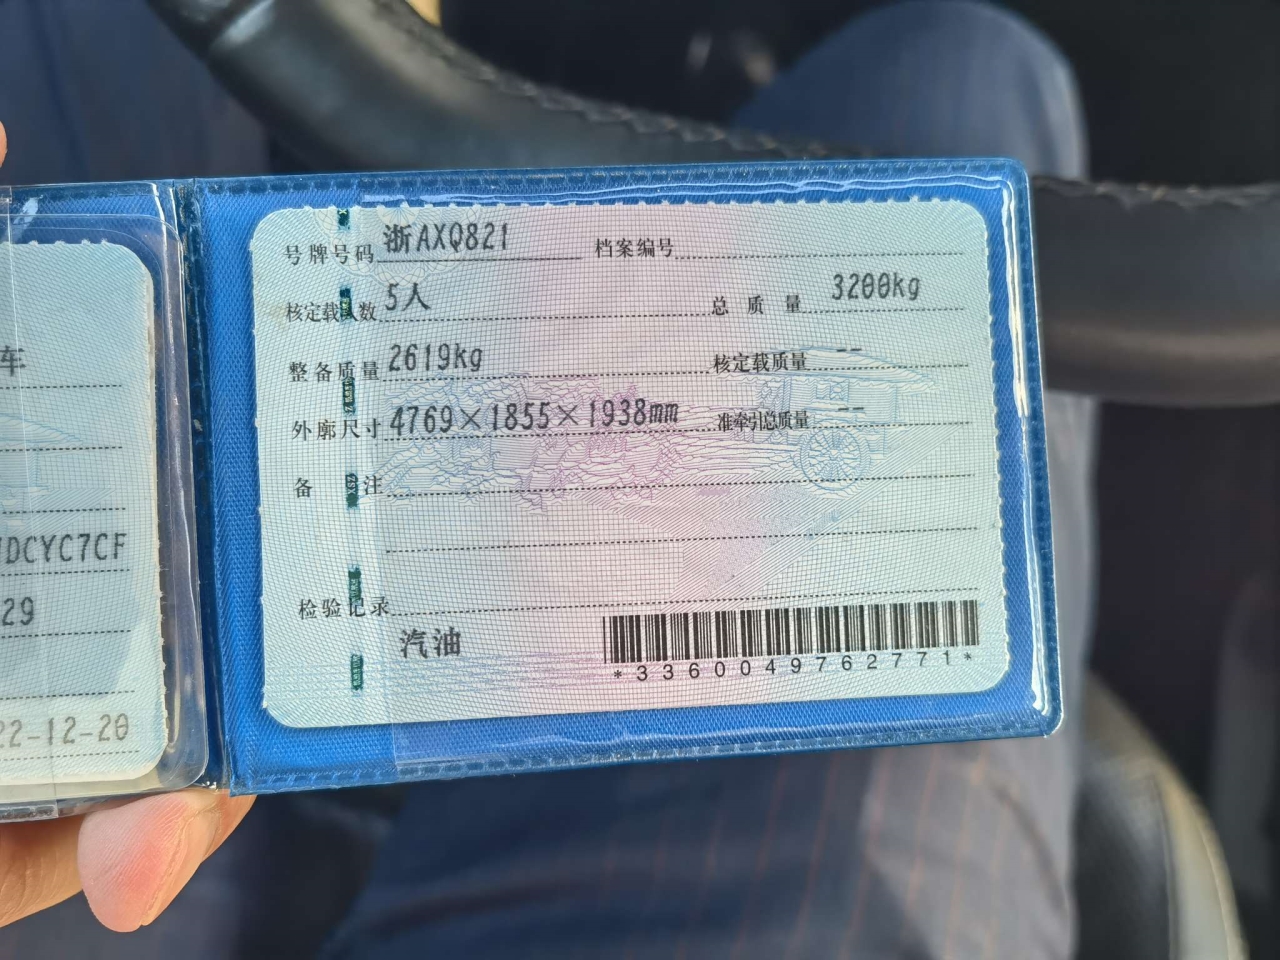 车
DCYC7CF
29
22-12-20
号牌号码 浙AXQ821 档案编号
核定载人数 5人 总质量 3200kg
整备质量 2619kg 核定载质量 --
外廓尺寸 4769×1855×1938mm 准牵引总质量 --
备注
检验记录
汽油
*3360049762771*